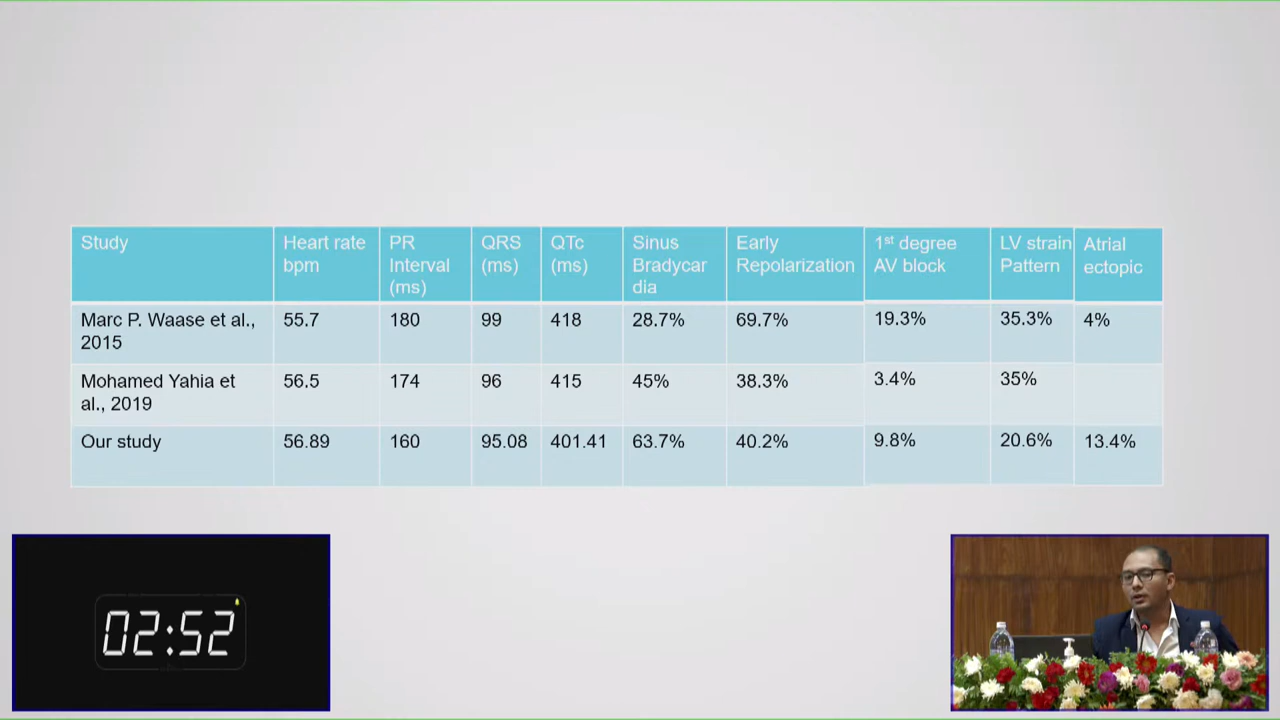 Study
Heart rate
bpm
PR
Interval
(ms)
QRS
(ms)
QTc
(ms)
Sinus
Bradycar
dia
Early
Repolarization
1st degree
AV block
LV strain
Pattern
Atrial
ectopic
Marc P. Waase et al.,
2015
55.7
180
99
418
28.7%
69.7%
19.3%
35.3%
4%
Mohamed Yahia et
al., 2019
56.5
174
96
415
45%
38.3%
3.4%
35%
Our study
56.89
160
95.08
401.41
63.7%
40.2%
9.8%
20.6%
13.4%
02:52